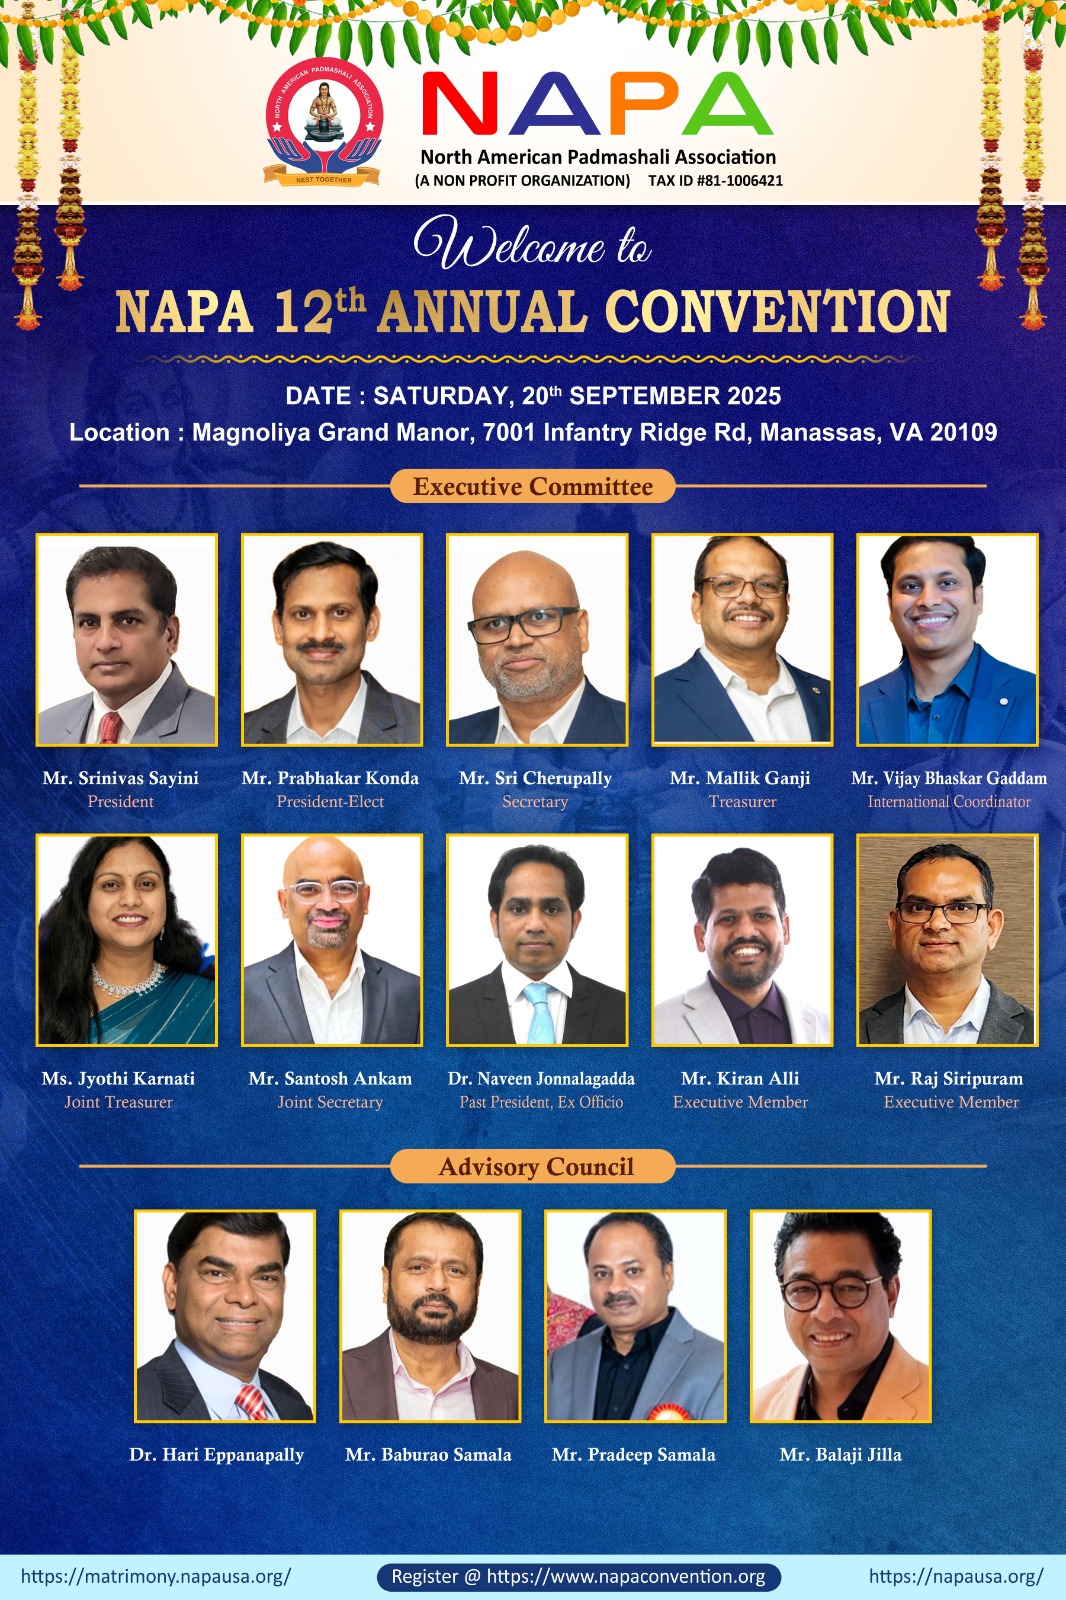 NORTH AMERICAN PADMASHALI ASSOCIATION
NEST TOGETHER
NAPA
North American Padmashali Association
(A NON PROFIT ORGANIZATION) TAX ID #81-1006421
Welcome to
NAPA 12th ANNUAL CONVENTION
DATE : SATURDAY, 20th SEPTEMBER 2025
Location : Magnoliya Grand Manor, 7001 Infantry Ridge Rd, Manassas, VA 20109
Executive Committee
Mr. Srinivas Sayini
President
Mr. Prabhakar Konda
President-Elect
Mr. Sri Cherupally
Secretary
Mr. Mallik Ganji
Treasurer
Mr. Vijay Bhaskar Gaddam
International Coordinator
Ms. Jyothi Karnati
Joint Treasurer
Mr. Santosh Ankam
Joint Secretary
Dr. Naveen Jonnalagadda
Past President, Ex Officio
Mr. Kiran Alli
Executive Member
Mr. Raj Siripuram
Executive Member
Advisory Council
Dr. Hari Eppanapally
Mr. Baburao Samala
Mr. Pradeep Samala
Mr. Balaji Jilla
https://matrimony.napausa.org/
Register @ https://www.napaconvention.org
https://napausa.org/